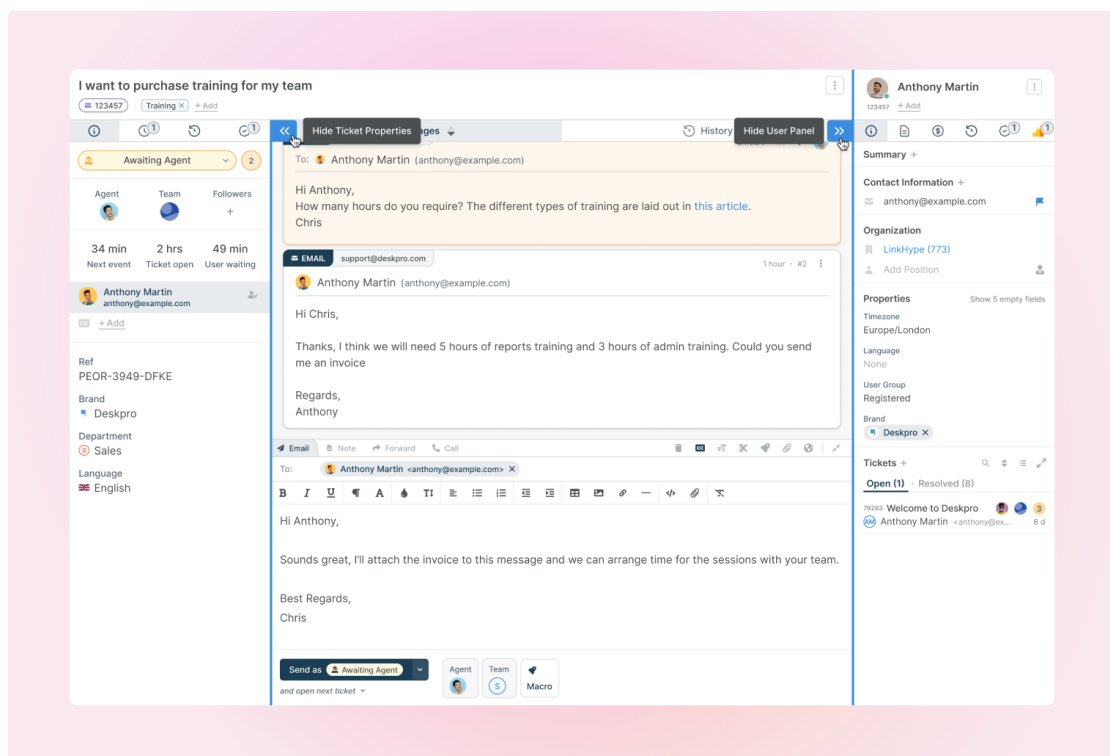 I want to purchase training for my team
123457
Training ×
+ Add
1
1
Awaiting Agent
2
Agent
Team
Followers
+
34 min
2 hrs
49 min
Next event
Ticket open
User waiting
Anthony Martin
anthony@example.com
CC
+ Add
Ref
PEOR-3949-DFKE
Brand
Deskpro
Department
S Sales
Language
English
Hide Ticket Properties
History
Hide User Panel
To: Anthony Martin (anthony@example.com)
Hi Anthony,
How many hours do you require? The different types of training are laid out in this article.
Chris
EMAIL
support@deskpro.com
1 hour · #2
Anthony Martin (anthony@example.com)
Hi Chris,
Thanks, I think we will need 5 hours of reports training and 3 hours of admin training. Could you send
me an invoice
Regards,
Anthony
Email
Note
Forward
Call
CC
To: Anthony Martin <anthony@example.com> ×
B I U
Hi Anthony,
Sounds great, I'll attach the invoice to this message and we can arrange time for the sessions with your team.
Best Regards,
Chris
Send as Awaiting Agent
and open next ticket
Agent
Team
S
Macro
Anthony Martin
123457
+ Add
1
1
Summary +
Contact Information +
anthony@example.com
Organization
LinkHype (773)
Add Position
Properties
Show 5 empty fields
Timezone
Europe/London
Language
None
User Group
Registered
Brand
Deskpro ×
Tickets +
Open (1) · Resolved (8)
78283 Welcome to Deskpro
3
AM Anthony Martin <anthony@ex...
6 d